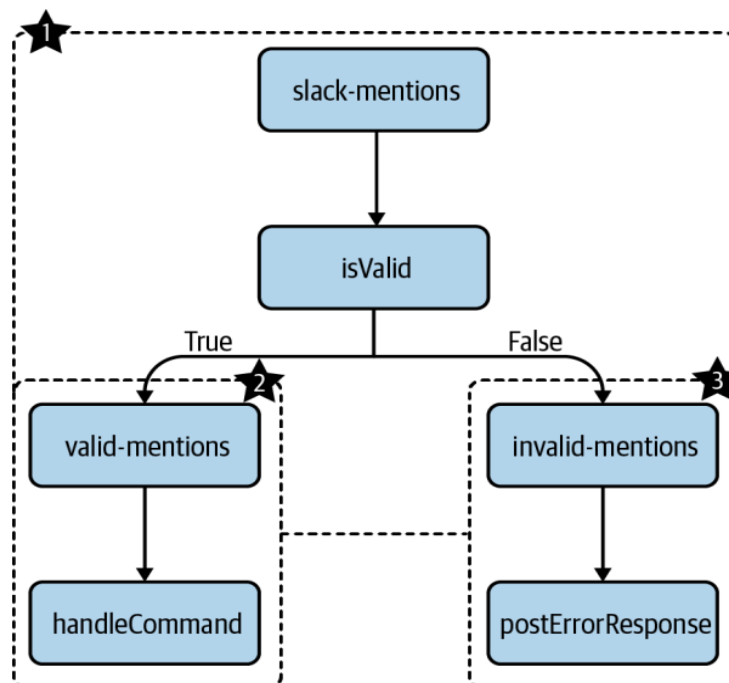 1
slack-mentions
isValid
True
False
2
3
valid-mentions
invalid-mentions
handleCommand
postErrorResponse